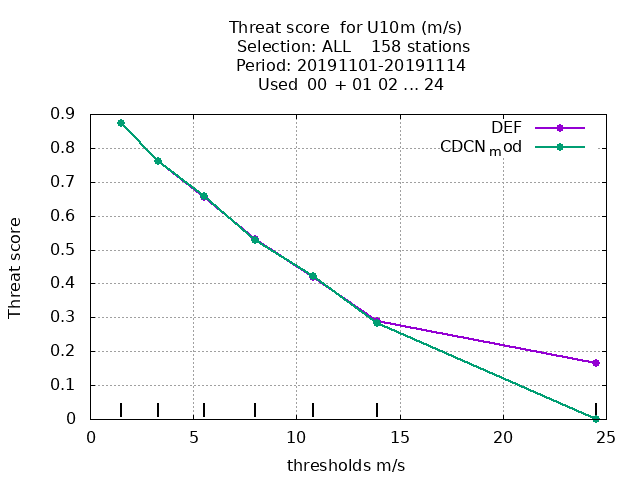 Threat score  for U10m (m/s)
Selection: ALL    158 stations
Period: 20191101-20191114
Used  00 + 01 02 ... 24
DEF
CDCN_mod
Threat score
0.9
0.8
0.7
0.6
0.5
0.4
0.3
0.2
0.1
0
0 5 10 15 20 25
thresholds m/s